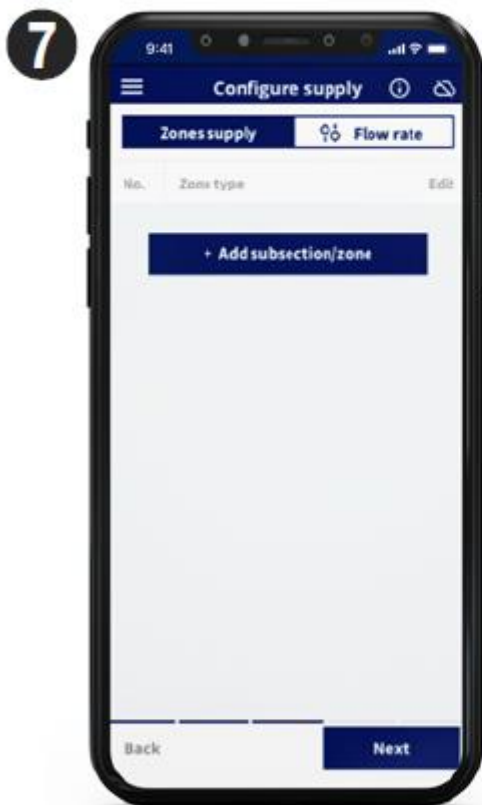 7
9:41
Configure supply
Zones supply
Flow rate
No. Zone type Edit
+ Add subsection/zone
Back Next